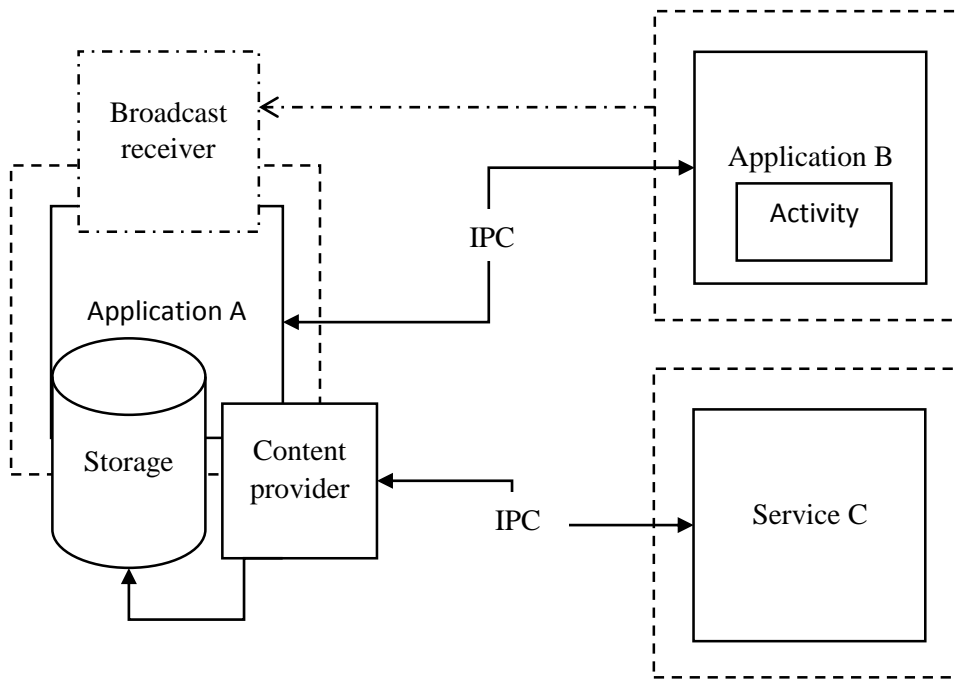 Broadcast
receiver
Application A
Storage
Content
provider
IPC
IPC
Application B
Activity
Service C